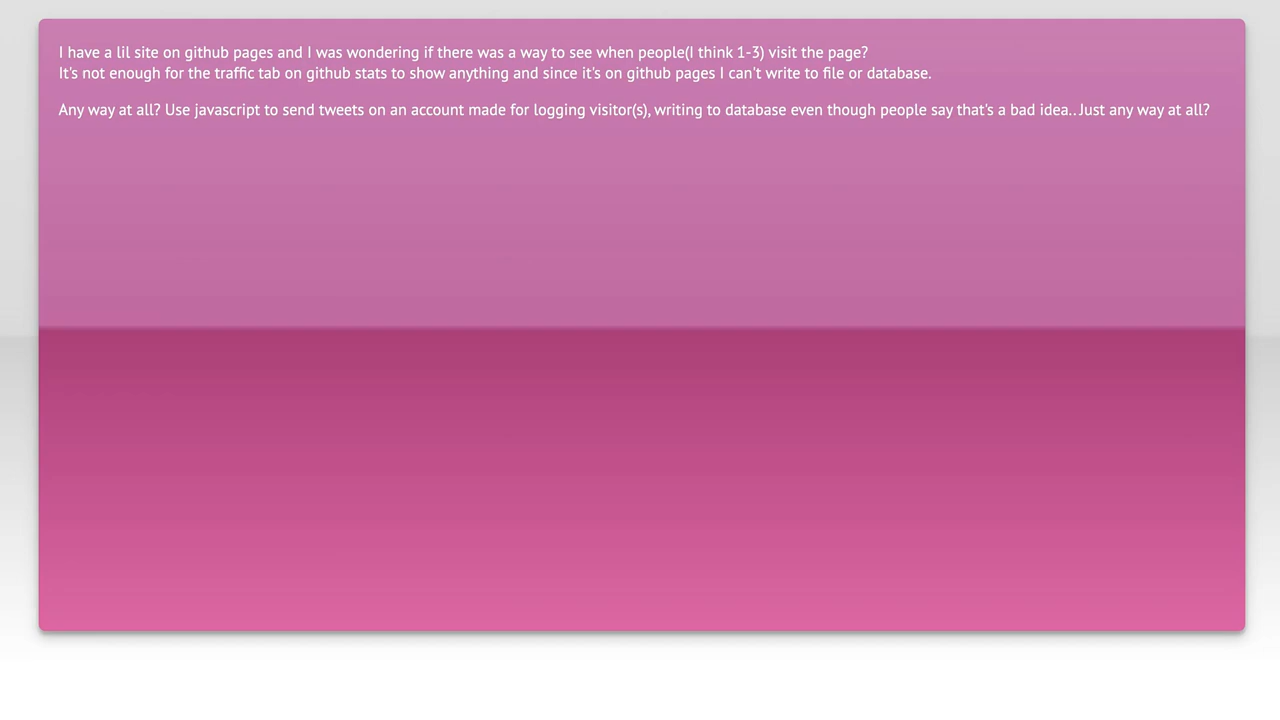 I have a lil site on github pages and I was wondering if there was a way to see when people(I think 1-3) visit the page?
It's not enough for the traffic tab on github stats to show anything and since it's on github pages I can't write to file or database.
Any way at all? Use javascript to send tweets on an account made for logging visitor(s), writing to database even though people say that's a bad idea.. Just any way at all?